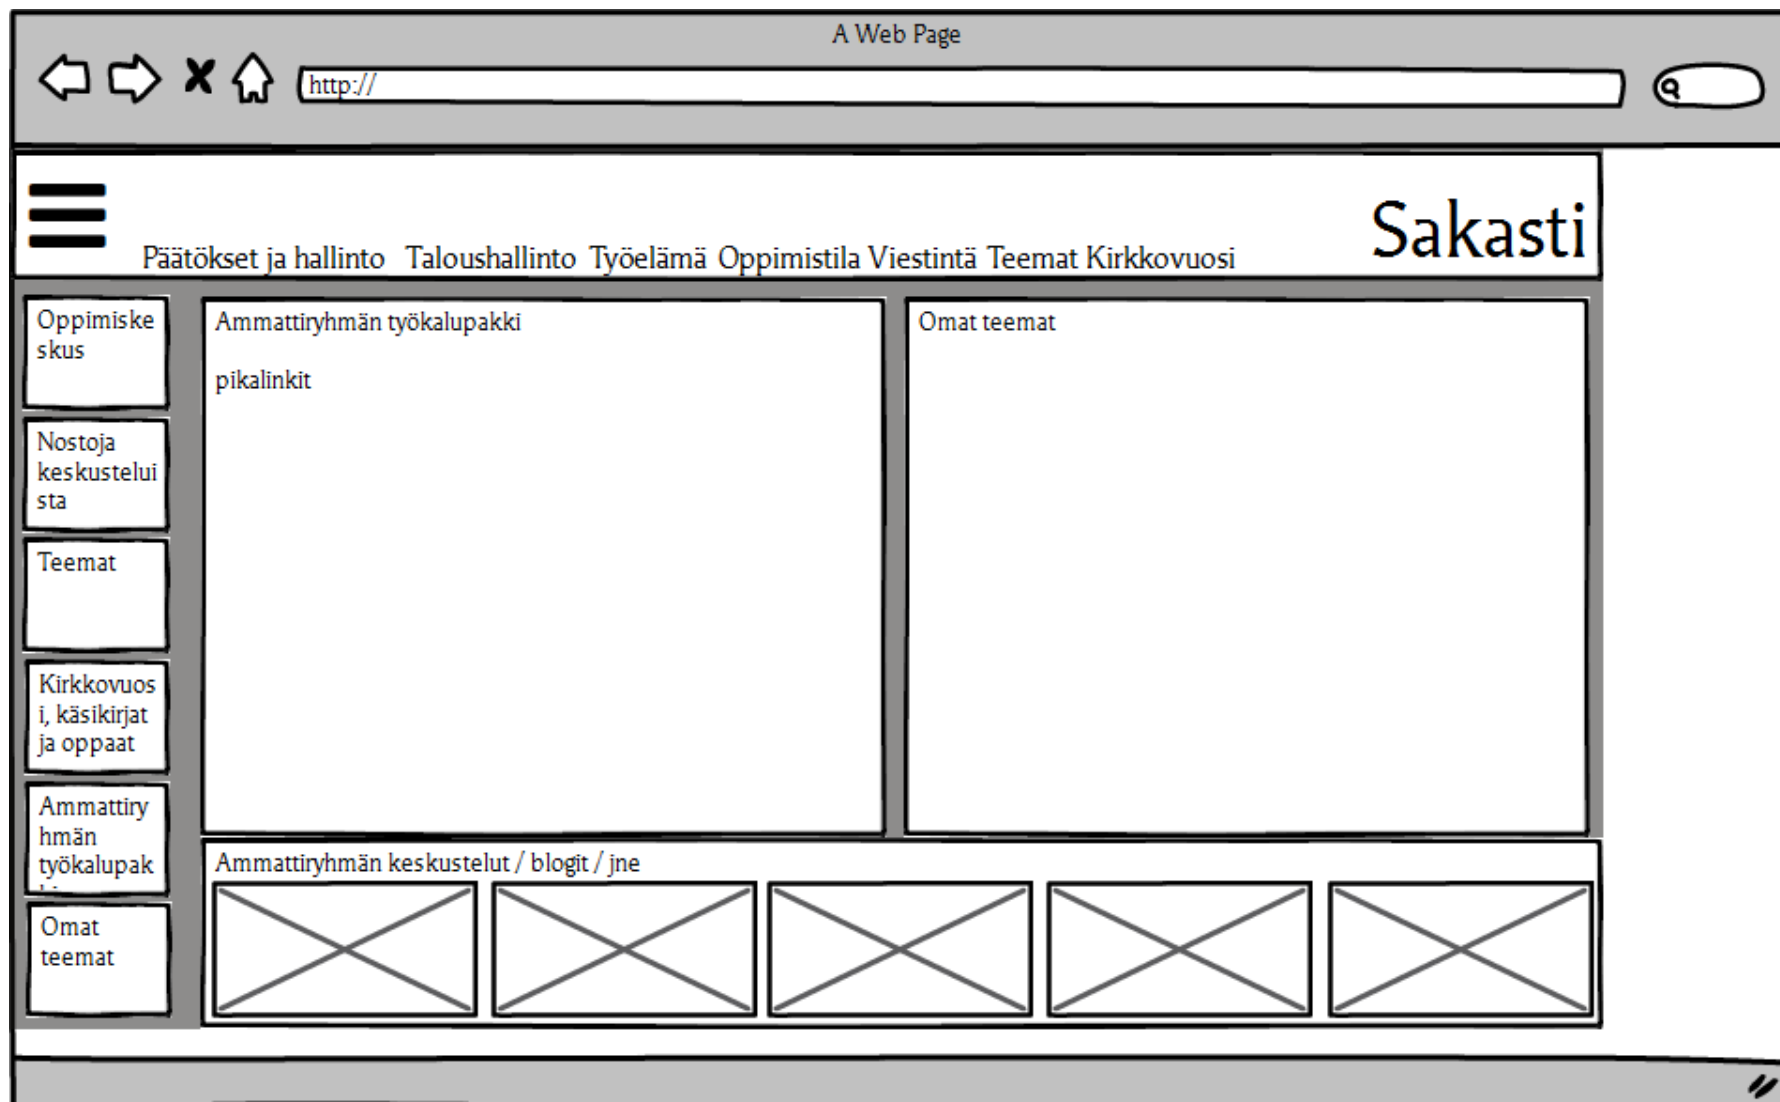 A Web Page
http://
Sakasti
Päätökset ja hallinto Taloushallinto Työelämä Oppimistila Viestintä Teemat Kirkkovuosi
Oppimiske
skus
Nostoja
keskustelui
sta
Teemat
Kirkkovuos
i, käsikirjat
ja oppaat
Ammattiry
hmän
työkalupak
Omat
teemat
Ammattiryhmän työkalupakki
pikalinkit
Omat teemat
Ammattiryhmän keskustelut / blogit / jne